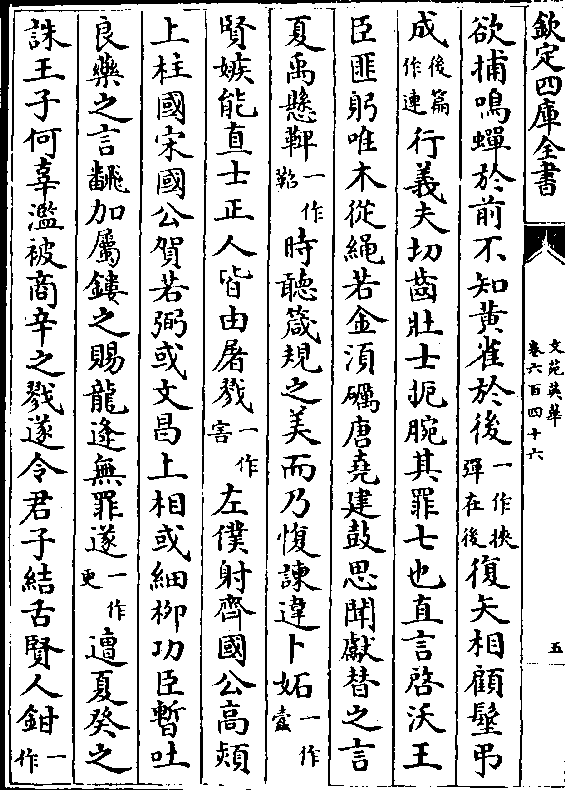 欽定四庫全書
文苑英華
卷六百四十六
五
欲捕鳴蟬於前不知黄雀於後一作挾彈在後復矢相顧髽弔
成後篇作連行義夫切齒壯士扼腕其罪七也直言啓沃王
臣匪躬唯木從繩若金湏礪唐堯建鼓思聞獻替之言
夏禹懸鞀一作鞀時聽箴規之美而乃愎諫違卜妬一作蠹
賢嫉能直士正人皆由屠戮一作害左僕射齊國公高熲
上柱國宋國公賀若弼或文昌上相或細栁功臣暫吐
良藥之言翻加屬鏤之賜龍逄無罪遂一作更遭夏癸之
誅王子何辜濫被商辛之戮遂令君子結舌賢人鉗一作